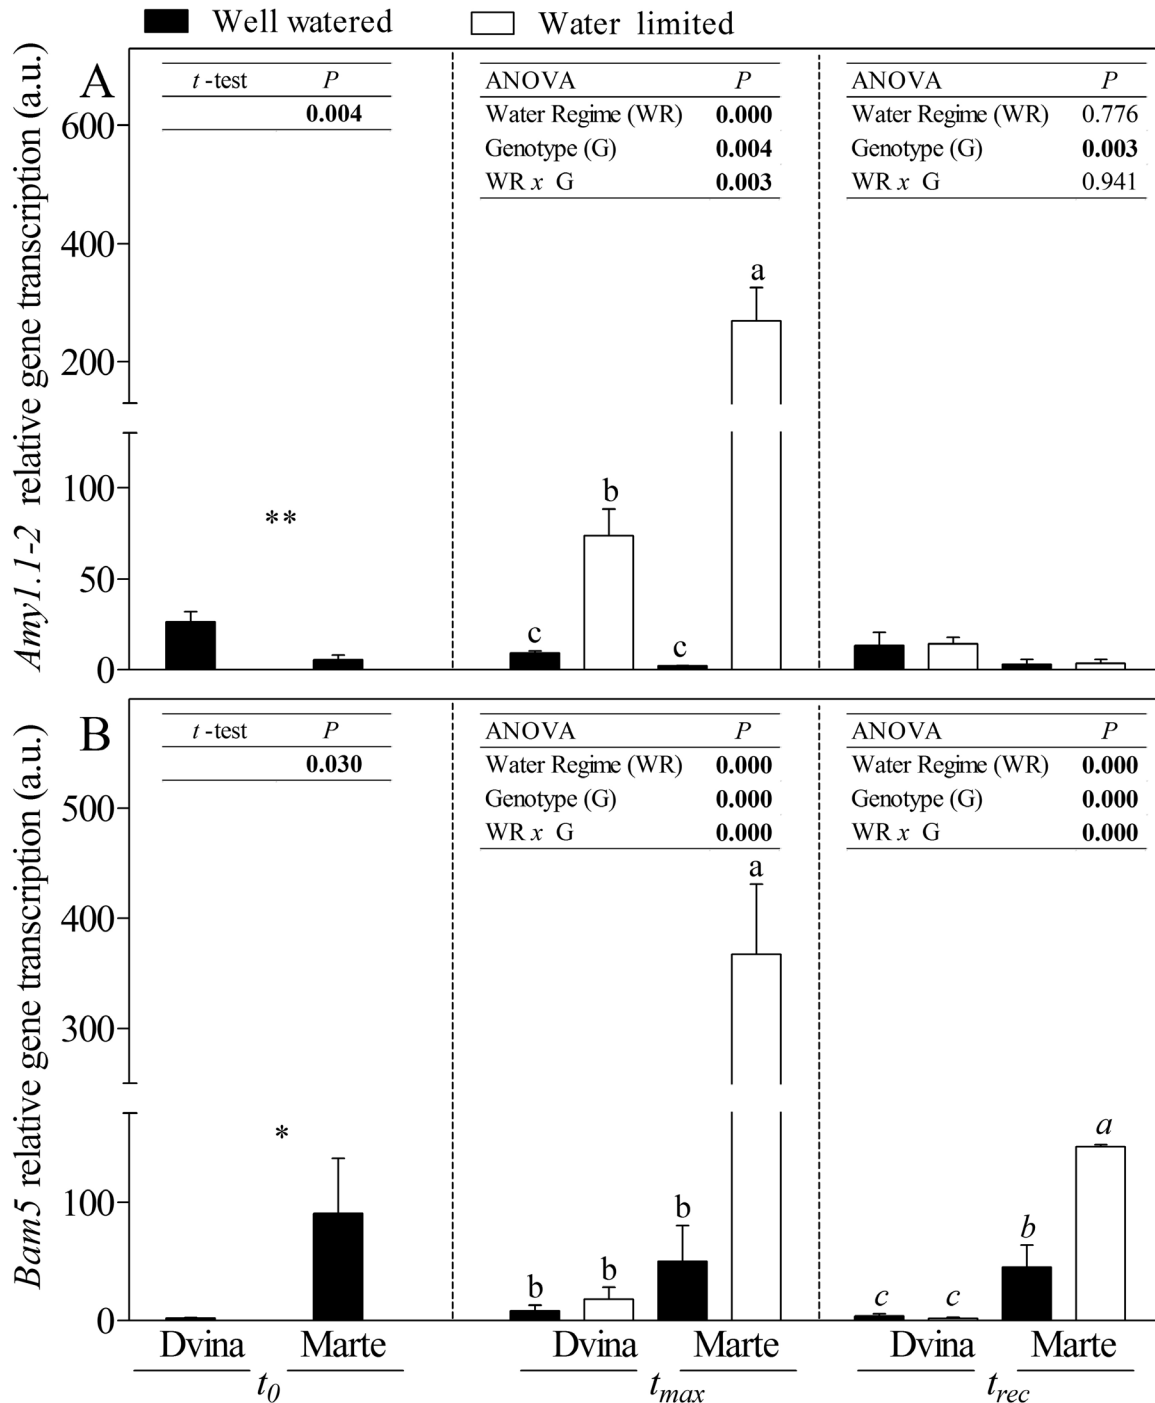 Well watered
Water limited
A
Amy1.1-2 relative gene transcription (a.u.)
600
400
200
100
50
0
t -test P
0.004
**
ANOVA P
Water Regime (WR) 0.000
Genotype (G) 0.004
WR x G 0.003
c
b
c
a
ANOVA P
Water Regime (WR) 0.776
Genotype (G) 0.003
WR x G 0.941
B
Bam5 relative gene transcription (a.u.)
500
400
300
100
0
t -test P
0.030
*
ANOVA P
Water Regime (WR) 0.000
Genotype (G) 0.000
WR x G 0.000
b
b
b
a
ANOVA P
Water Regime (WR) 0.000
Genotype (G) 0.000
WR x G 0.000
c
c
b
a
Dvina Marte Dvina Marte Dvina Marte
t0 tmax trec